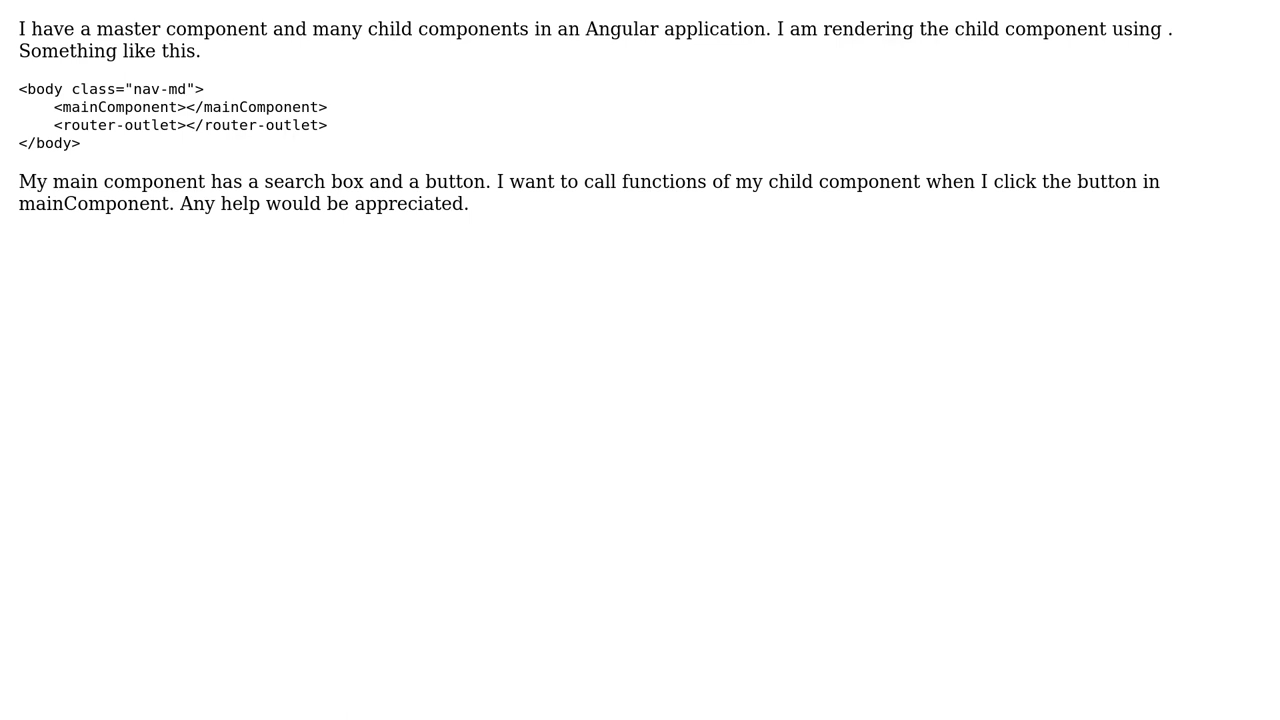 I have a master component and many child components in an Angular application. I am rendering the child component using .
Something like this.
<body class="nav-md">
    <mainComponent></mainComponent>
    <router-outlet></router-outlet>
</body>
My main component has a search box and a button. I want to call functions of my child component when I click the button in
mainComponent. Any help would be appreciated.